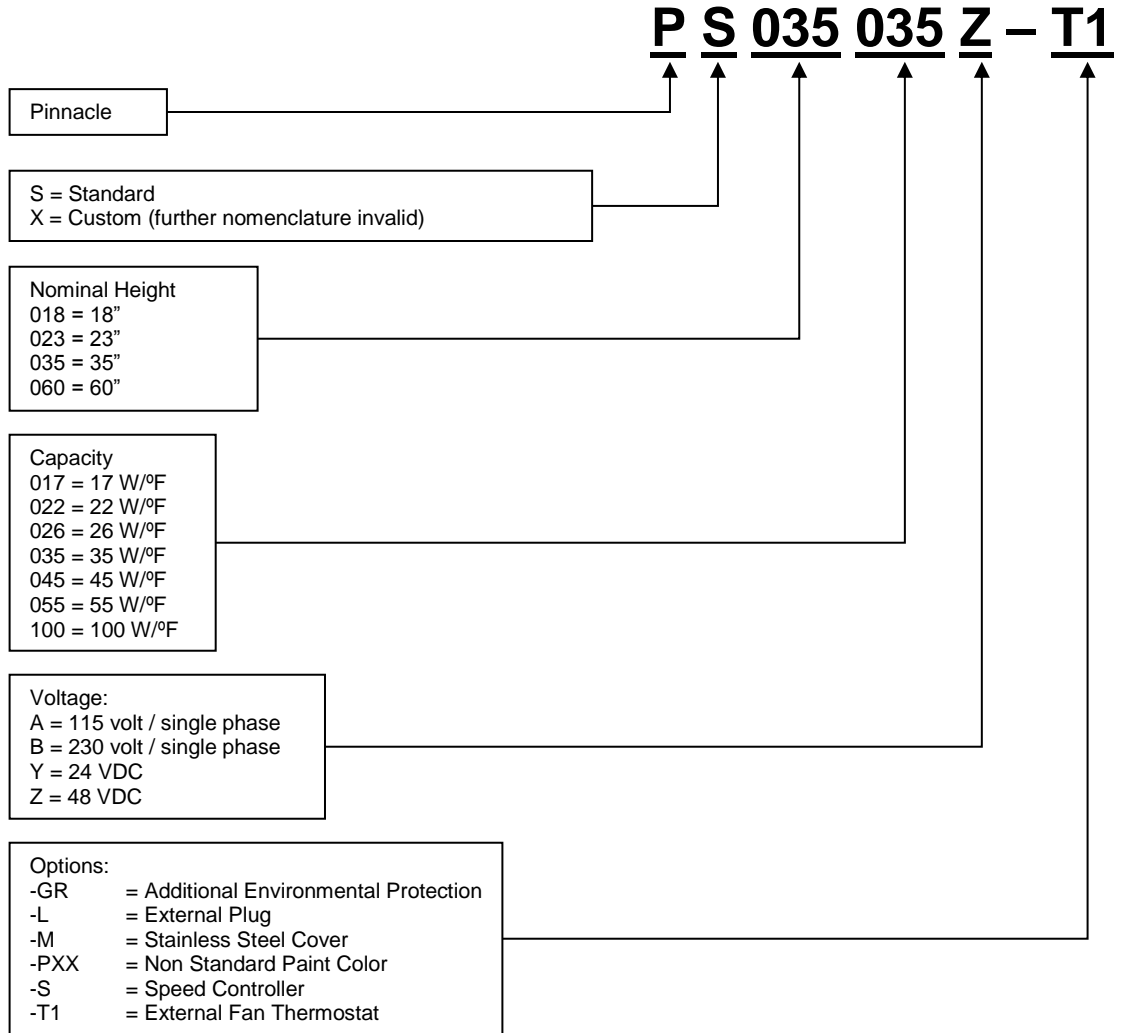 P S 035 035 Z – T1
Pinnacle
S = Standard
X = Custom (further nomenclature invalid)
Nominal Height
018 = 18”
023 = 23”
035 = 35”
060 = 60”
Capacity
017 = 17 W/ºF
022 = 22 W/ºF
026 = 26 W/ºF
035 = 35 W/ºF
045 = 45 W/ºF
055 = 55 W/ºF
100 = 100 W/ºF
Voltage:
A = 115 volt / single phase
B = 230 volt / single phase
Y = 24 VDC
Z = 48 VDC
Options:
-GR = Additional Environmental Protection
-L = External Plug
-M = Stainless Steel Cover
-PXX = Non Standard Paint Color
-S = Speed Controller
-T1 = External Fan Thermostat